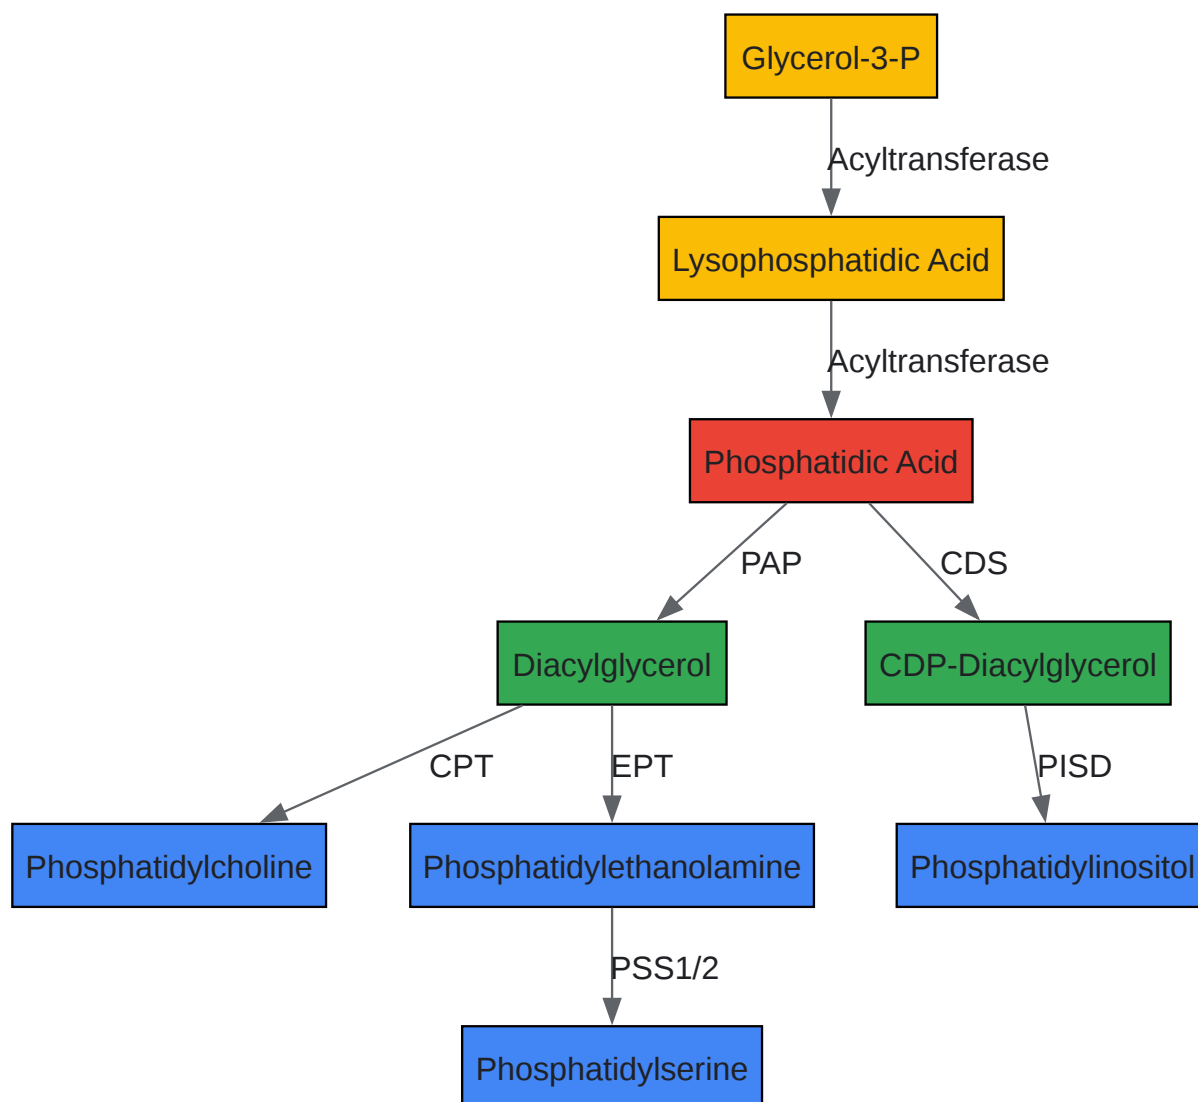 Glycerol-3-P
Acyltransferase
Lysophosphatidic Acid
Acyltransferase
Phosphatidic Acid
PAP
CDS
Diacylglycerol
CDP-Diacylglycerol
CPT
EPT
PISD
Phosphatidylcholine
Phosphatidylethanolamine
Phosphatidylinositol
PSS1/2
Phosphatidylserine